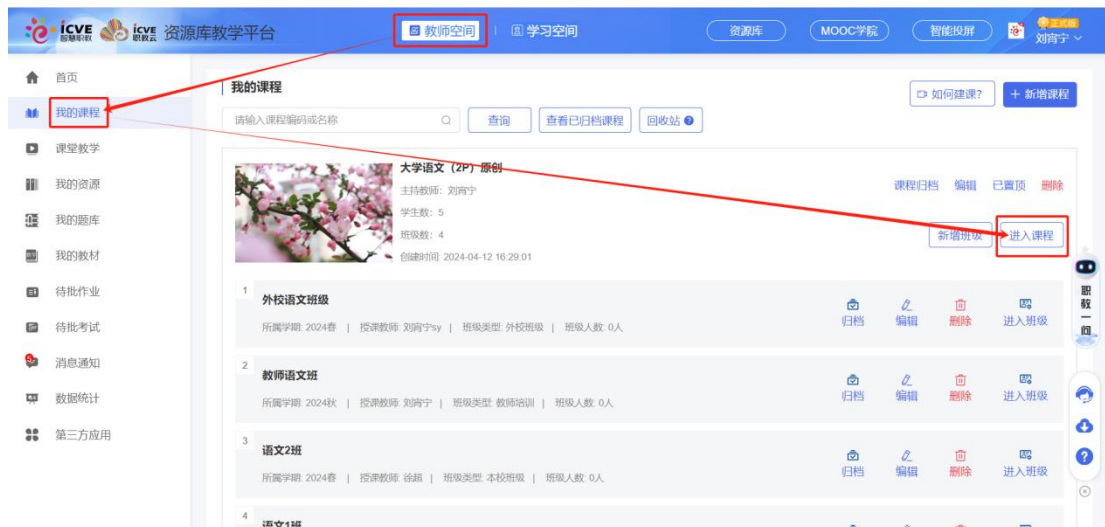 icve 智慧职教 icve 职教云 资源库教学平台
教师空间
学习空间
资源库
MOOC学院
智能投屏
正式版
刘宵宁
首页
我的课程
课堂教学
我的资源
我的题库
我的教材
待批作业
待批考试
消息通知
数据统计
第三方应用
我的课程
如何建课?
+ 新增课程
请输入课程编码或名称
查询
查看已归档课程
回收站
大学语文（2P）原创
主持教师: 刘宵宁
学生数: 5
班级数: 4
创建时间: 2024-04-12 16:29:01
课程归档 编辑 已置顶 删除
新增班级 进入课程
1
外校语文班级
所属学期: 2024春 | 授课教师: 刘宵宁sy | 班级类型: 外校班级 | 班级人数: 0人
归档 编辑 删除 进入班级
2
教师语文班
所属学期: 2024秋 | 授课教师: 刘宵宁 | 班级类型: 教师培训 | 班级人数: 0人
归档 编辑 删除 进入班级
3
语文2班
所属学期: 2024春 | 授课教师: 徐超 | 班级类型: 本校班级 | 班级人数: 0人
归档 编辑 删除 进入班级
4
语文1班
职教一问